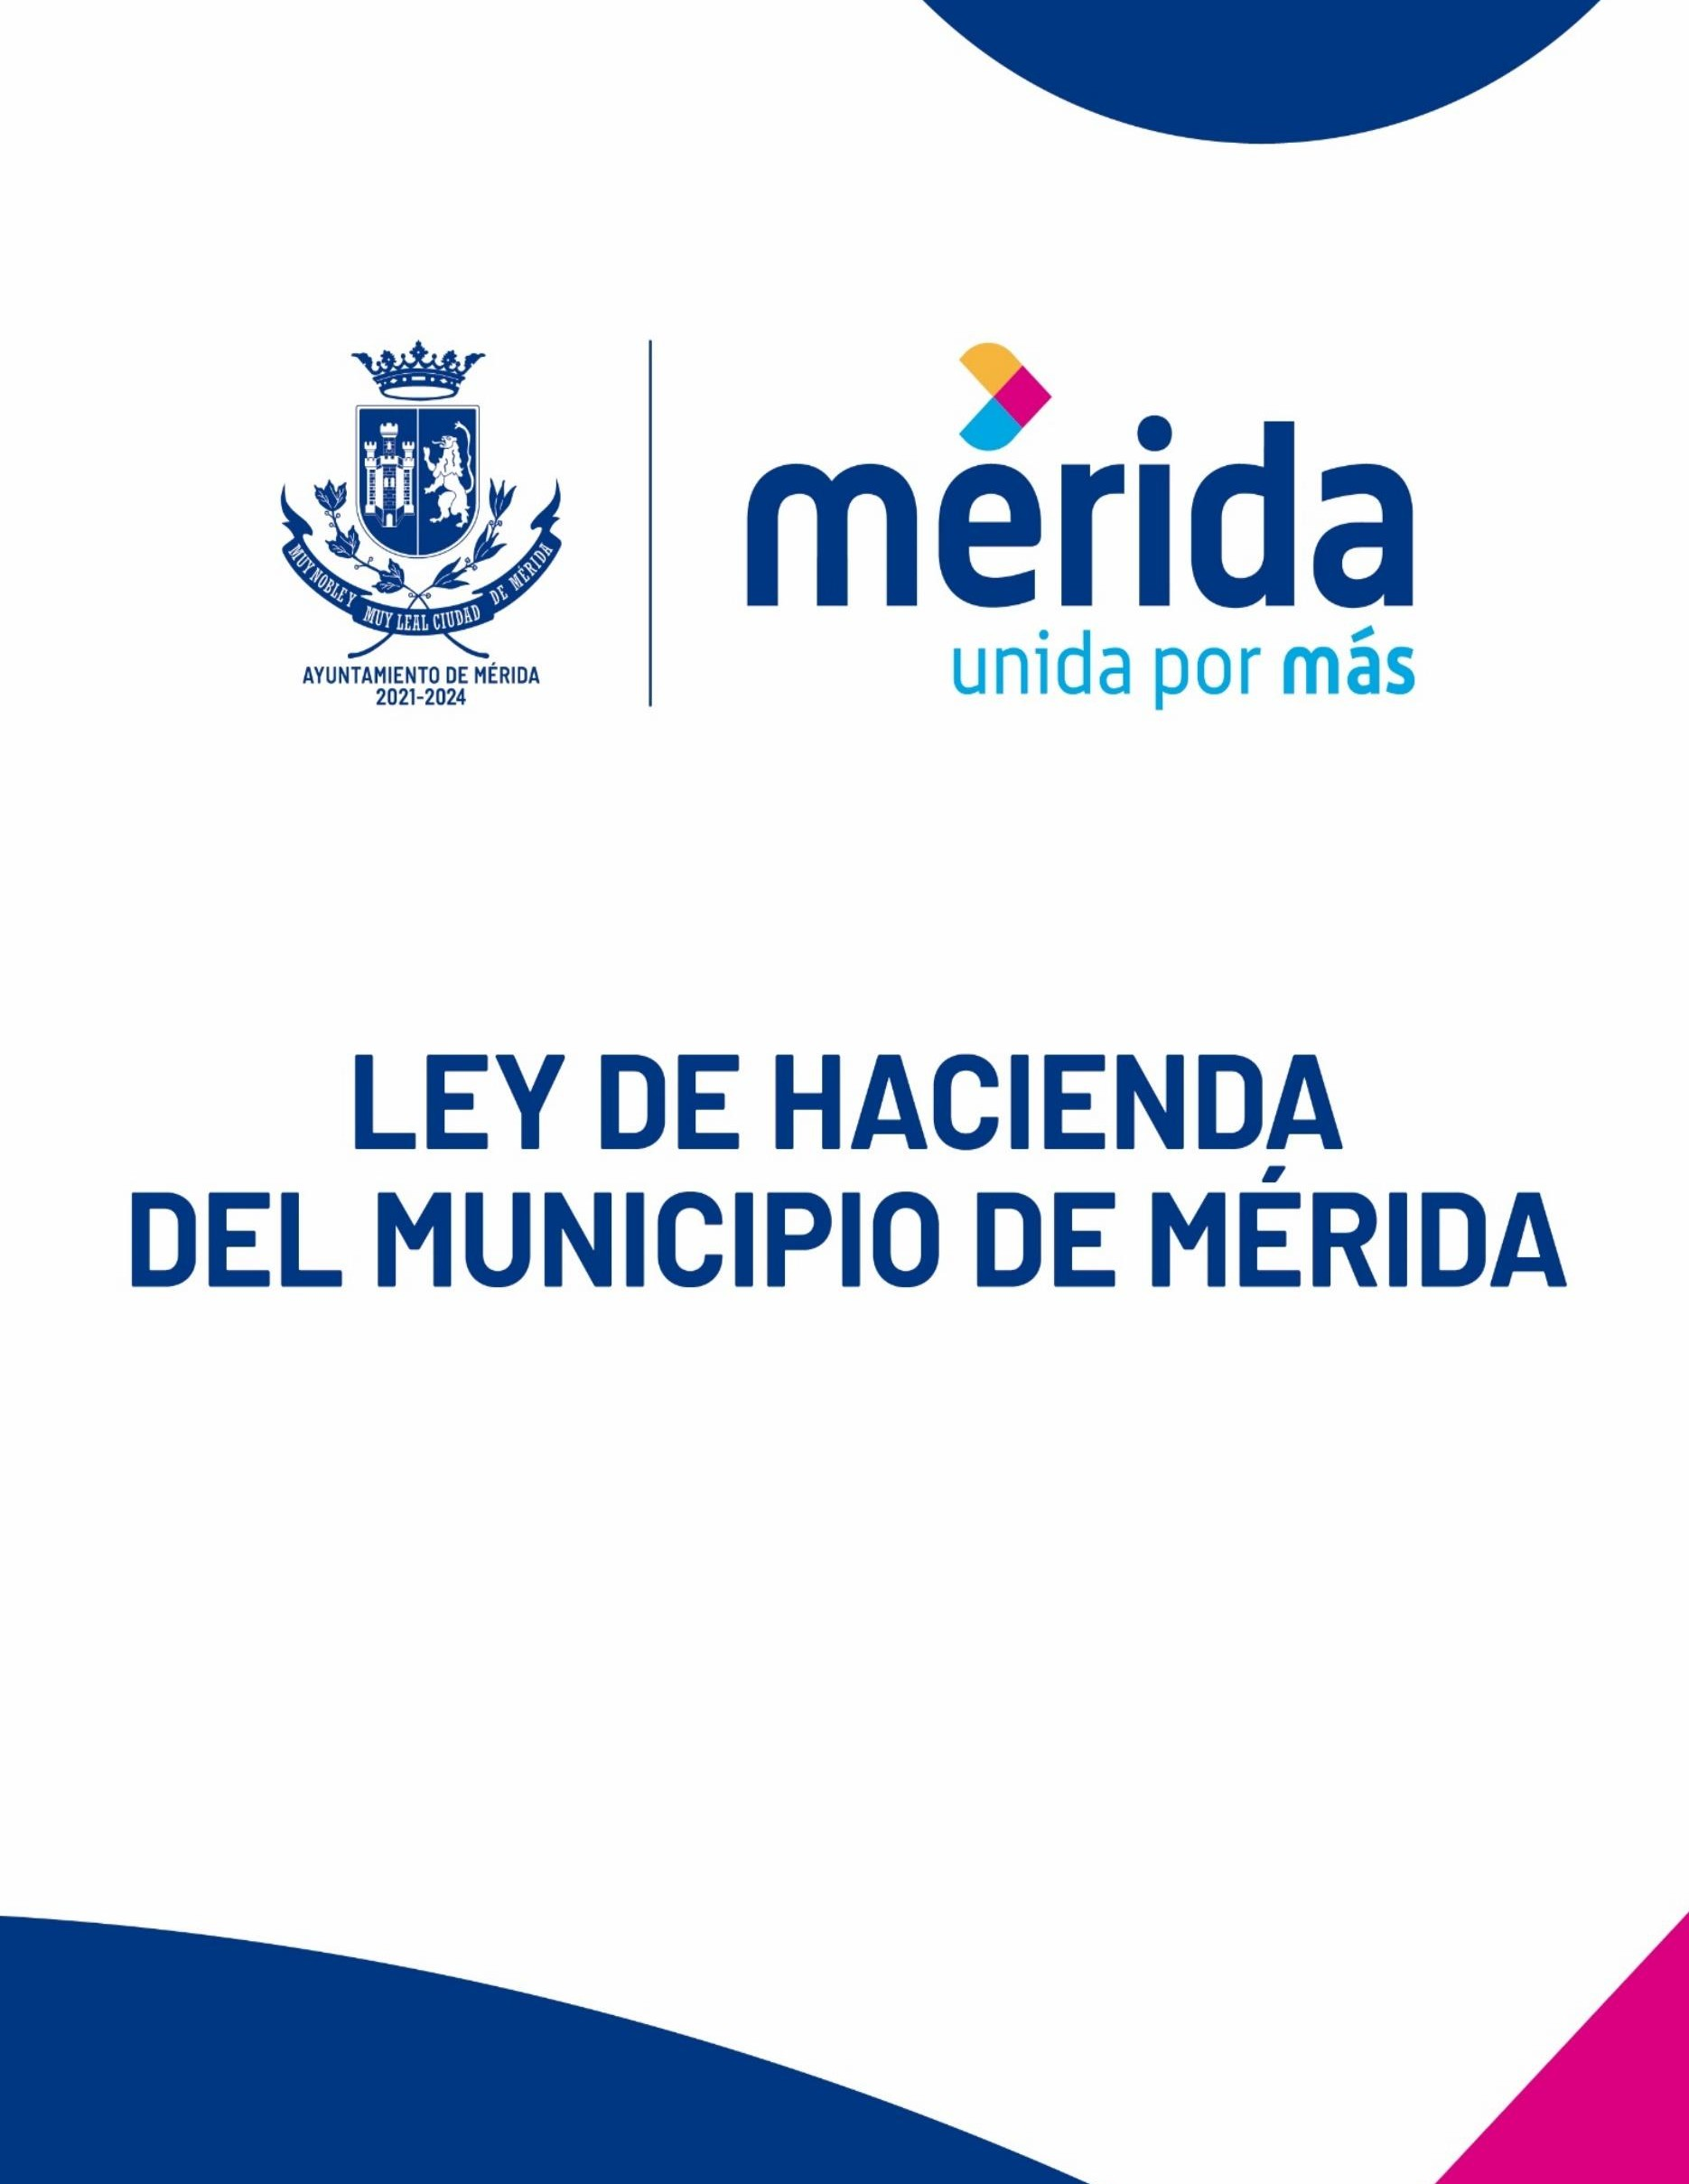 MUY NOBLE Y MUY LEAL CIUDAD DE MÉRIDA
AYUNTAMIENTO DE MÉRIDA
2021-2024
mérida
unida por más
LEY DE HACIENDA
DEL MUNICIPIO DE MÉRIDA